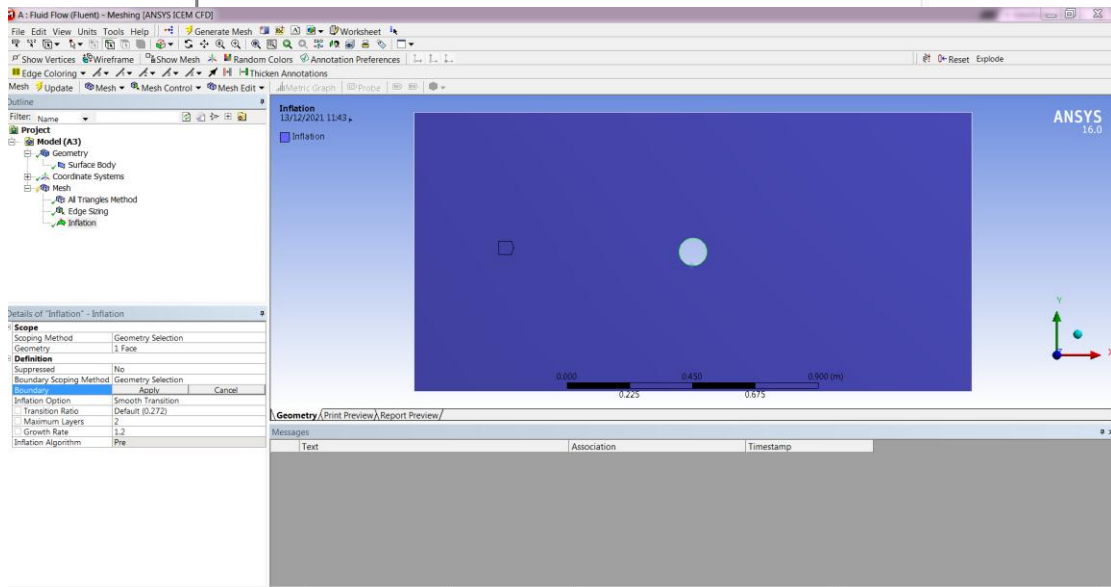 A : Fluid Flow (Fluent) - Meshing [ANSYS ICEM CFD]
File Edit View Units Tools Help Generate Mesh Worksheet
Show Vertices Wireframe Show Mesh Random Colors Annotation Preferences Reset Explode
Edge Coloring Thicken Annotations
Mesh Update Mesh Mesh Control Mesh Edit Metric Graph Probe
Outline
Filter: Name
Project
Model (A3)
Geometry
Surface Body
Coordinate Systems
Mesh
All Triangles Method
Edge Sizing
Inflation
Details of "Inflation" - Inflation
Scope
Scoping Method Geometry Selection
Geometry 1 Face
Definition
Suppressed No
Boundary Scoping Method Geometry Selection
Boundary Apply Cancel
Inflation Option Smooth Transition
Transition Ratio Default (0.272)
Maximum Layers 2
Growth Rate 1.2
Inflation Algorithm Pre
Inflation
13/12/2021 11:43 م
Inflation
ANSYS
16.0
0.000 0.450 0.900 (m)
0.225 0.675
Y
X
Geometry Print Preview Report Preview
Messages
Text Association Timestamp